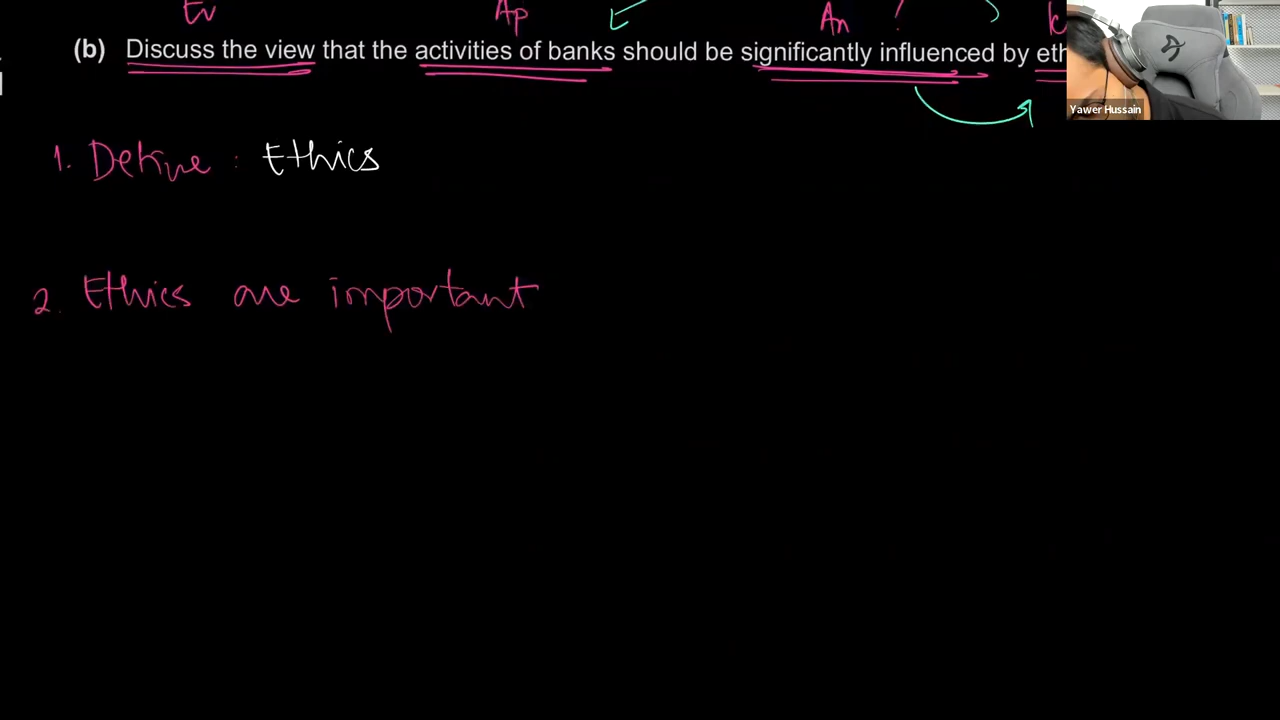 Ev Ap An ?
(b) Discuss the view that the activities of banks should be significantly influenced by eth
Yawer Hussain
1. Define : Ethics
2. Ethics are important